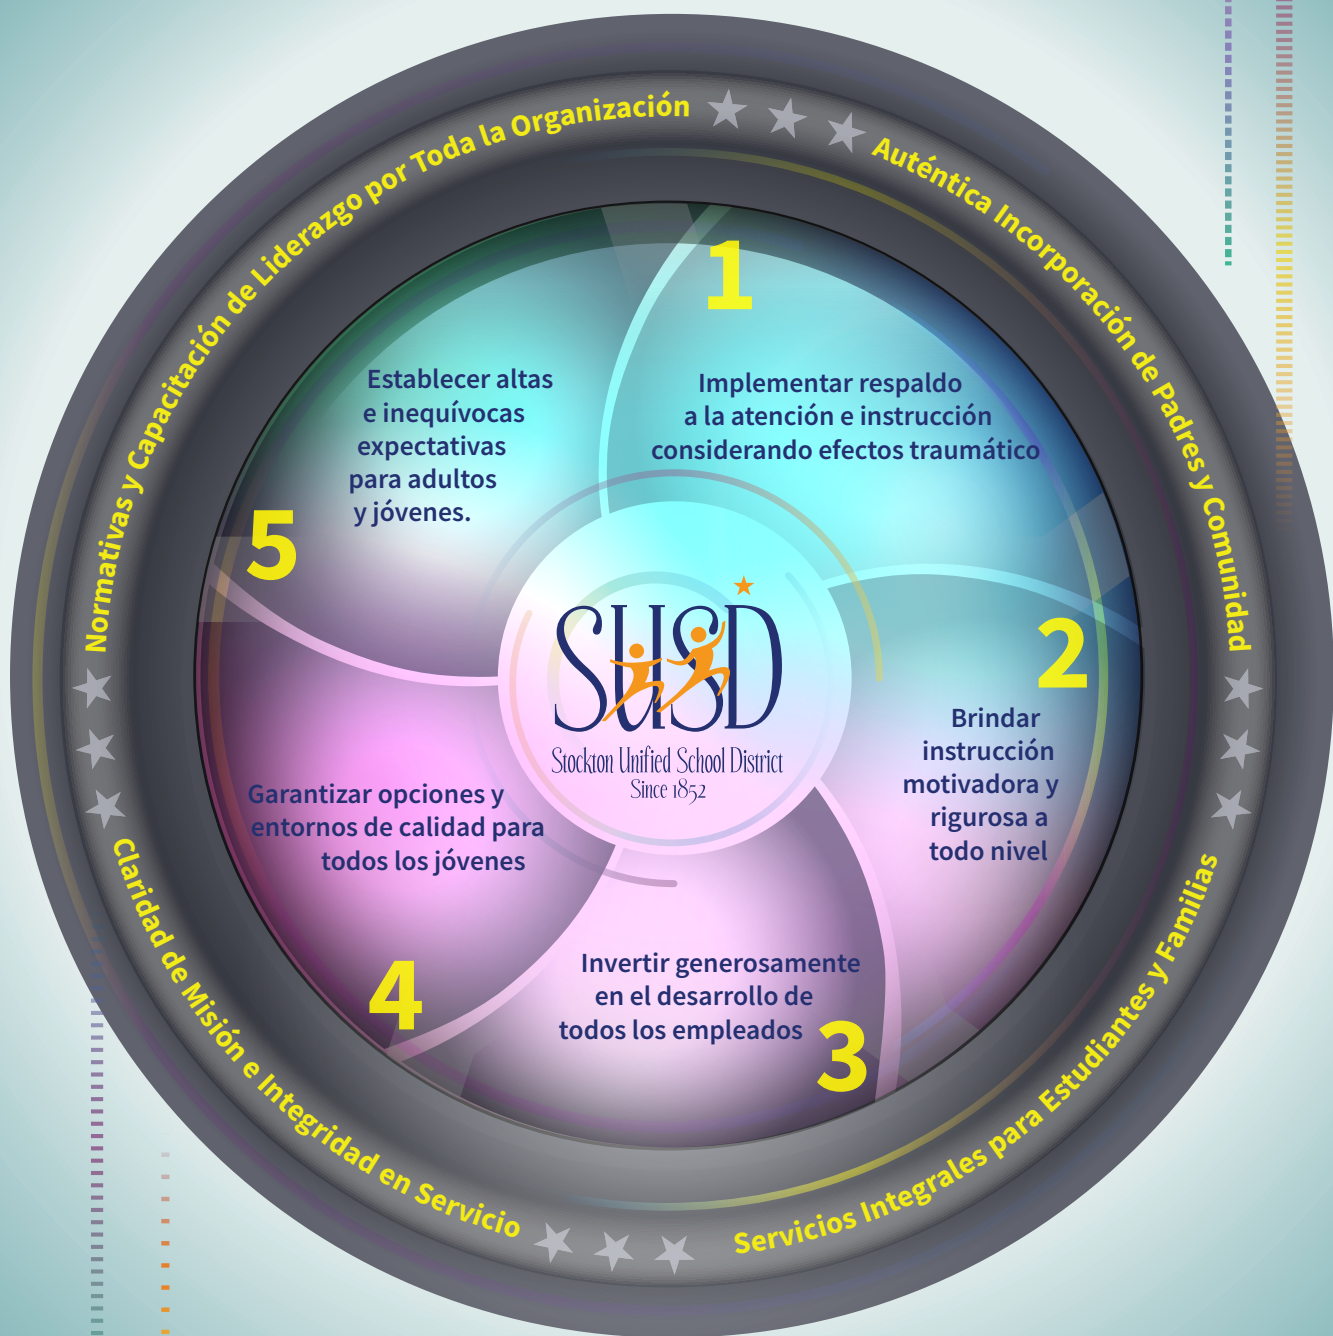 Normativas y Capacitación de Liderazgo por Toda la Organización
Auténtica Incorporación de Padres y Comunidad
Servicios Integrales para Estudiantes y Familias
Claridad de Misión e Integridad en Servicio
1
Implementar respaldo
a la atención e instrucción
considerando efectos traumático
2
Brindar
instrucción
motivadora y
rigurosa a
todo nivel
3
Invertir generosamente
en el desarrollo de
todos los empleados
4
Garantizar opciones y
entornos de calidad para
todos los jóvenes
5
Establecer altas
e inequívocas
expectativas
para adultos
y jóvenes.
SUSD
Stockton Unified School District
Since 1852